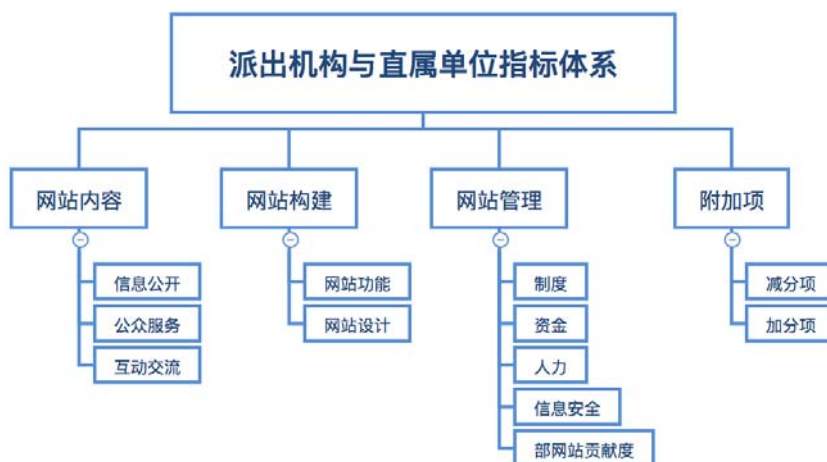 派出机构与直属单位指标体系
网站内容
网站构建
网站管理
附加项
信息公开
公众服务
互动交流
网站功能
网站设计
制度
资金
人力
信息安全
部网站贡献度
减分项
加分项